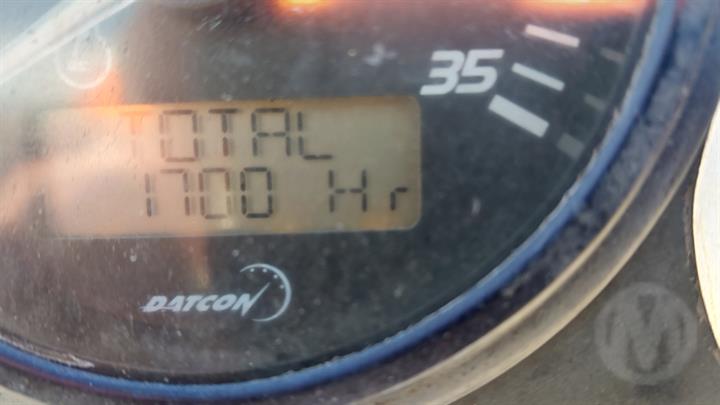 35
TOTAL
1700 Hr
DATCON
M